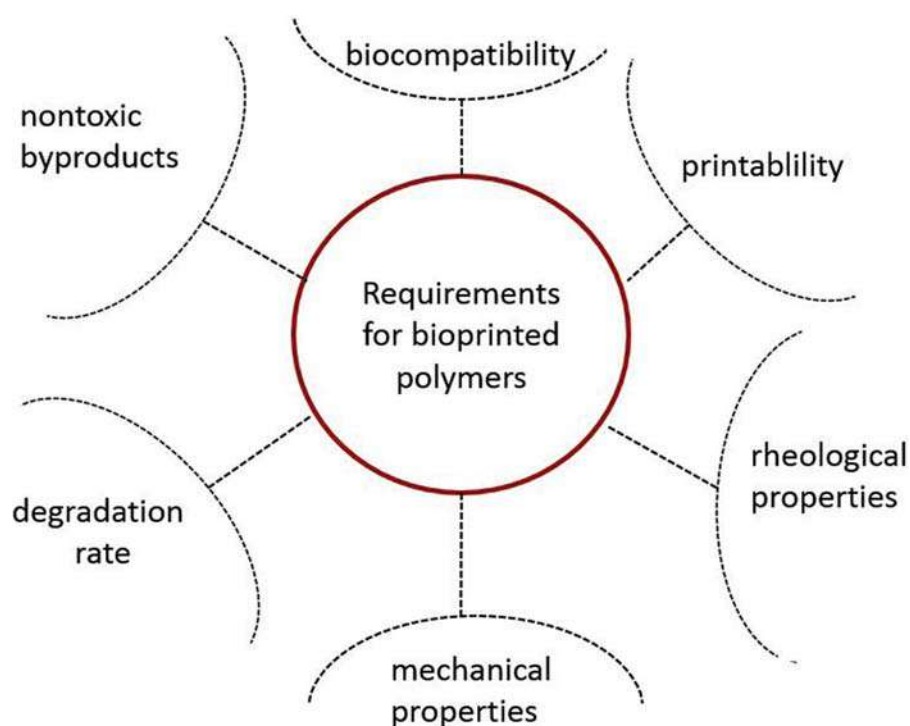 biocompatibility
nontoxic
byproducts
printablility
Requirements
for bioprinted
polymers
rheological
properties
degradation
rate
mechanical
properties